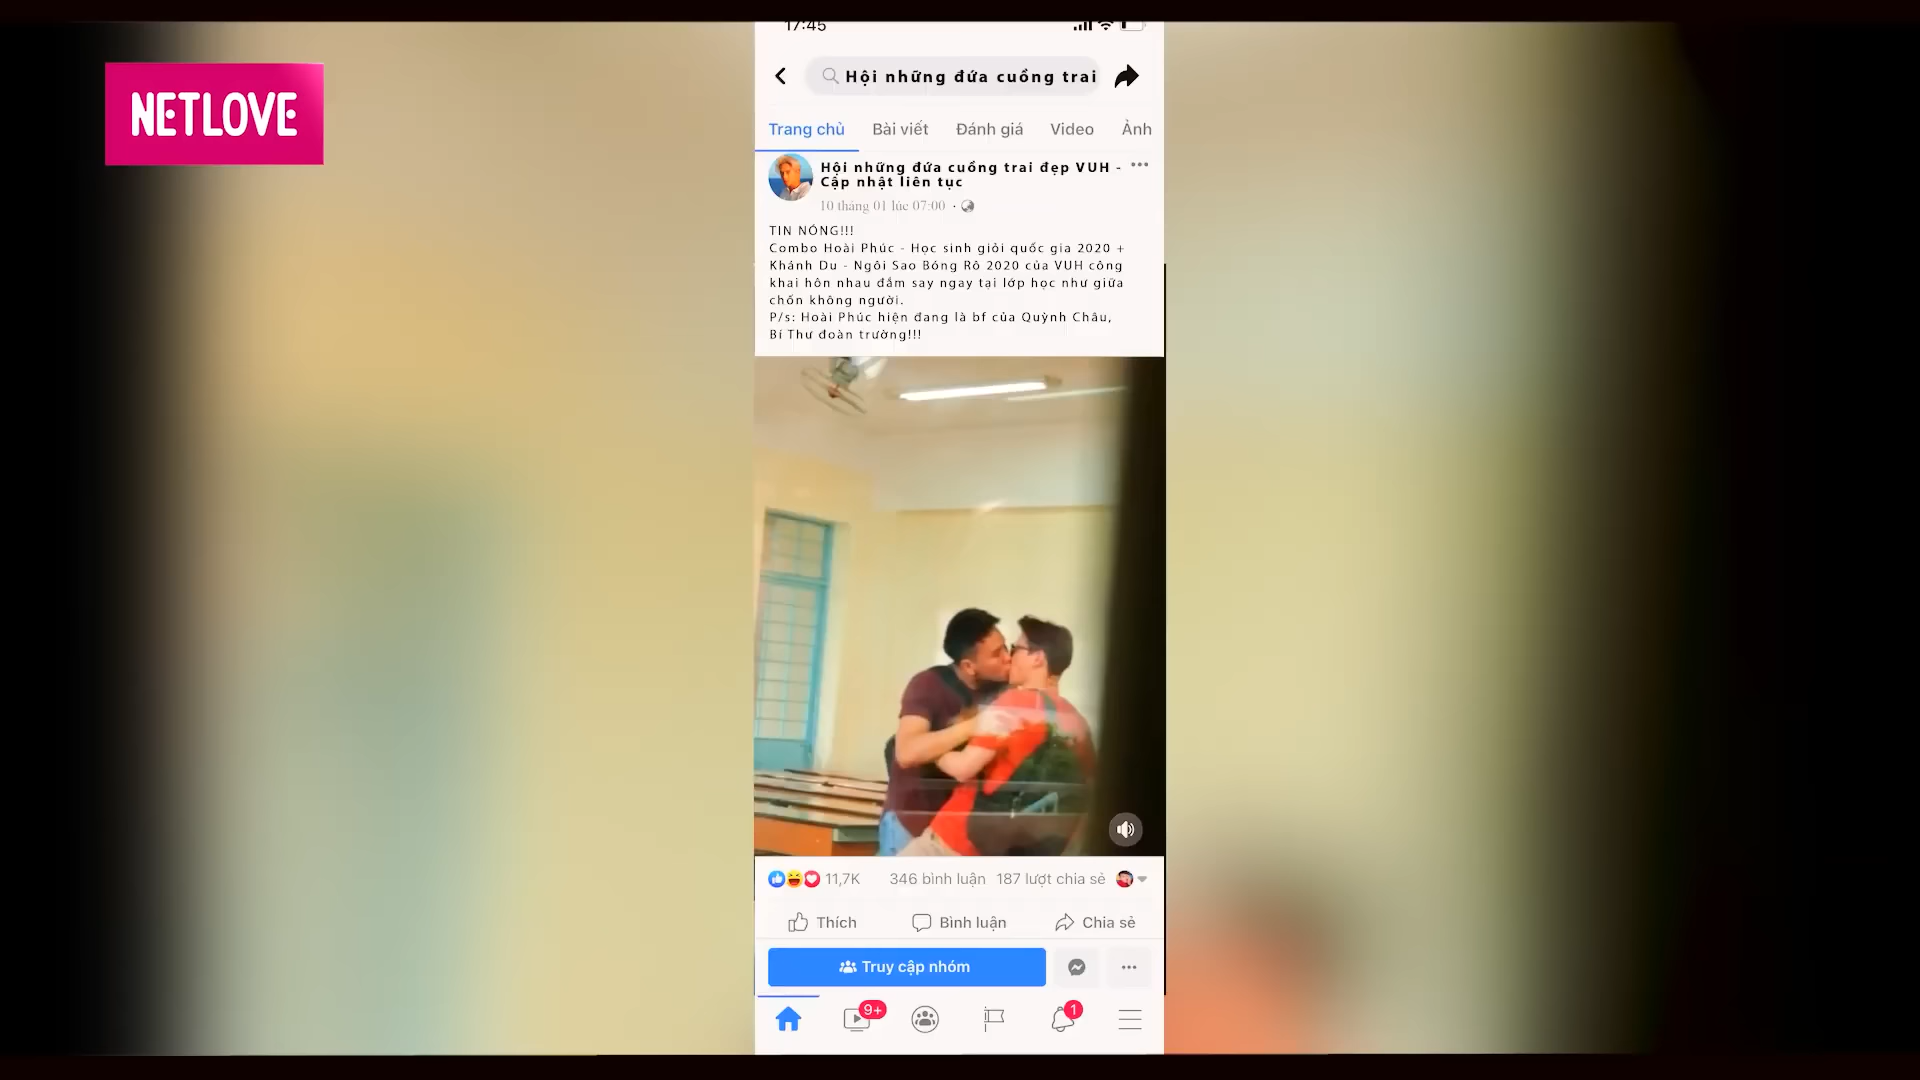 NETLOVE
17:45
Hội những đứa cuồng trai
Trang chủ Bài viết Đánh giá Video Ảnh
Hội những đứa cuồng trai đẹp VUH -
Cập nhật liên tục
10 tháng 01 lúc 07:00 ·
TIN NÓNG!!!
Combo Hoài Phúc - Học sinh giỏi quốc gia 2020 +
Khánh Du - Ngôi Sao Bóng Rô 2020 của VUH công
khai hôn nhau đắm say ngay tại lớp học như giữa
chốn không người.
P/s: Hoài Phúc hiện đang là bf của Quỳnh Châu,
Bí Thư đoàn trường!!!
11,7K 346 bình luận 187 lượt chia sẻ
Thích Bình luận Chia sẻ
Truy cập nhóm
9+ 1